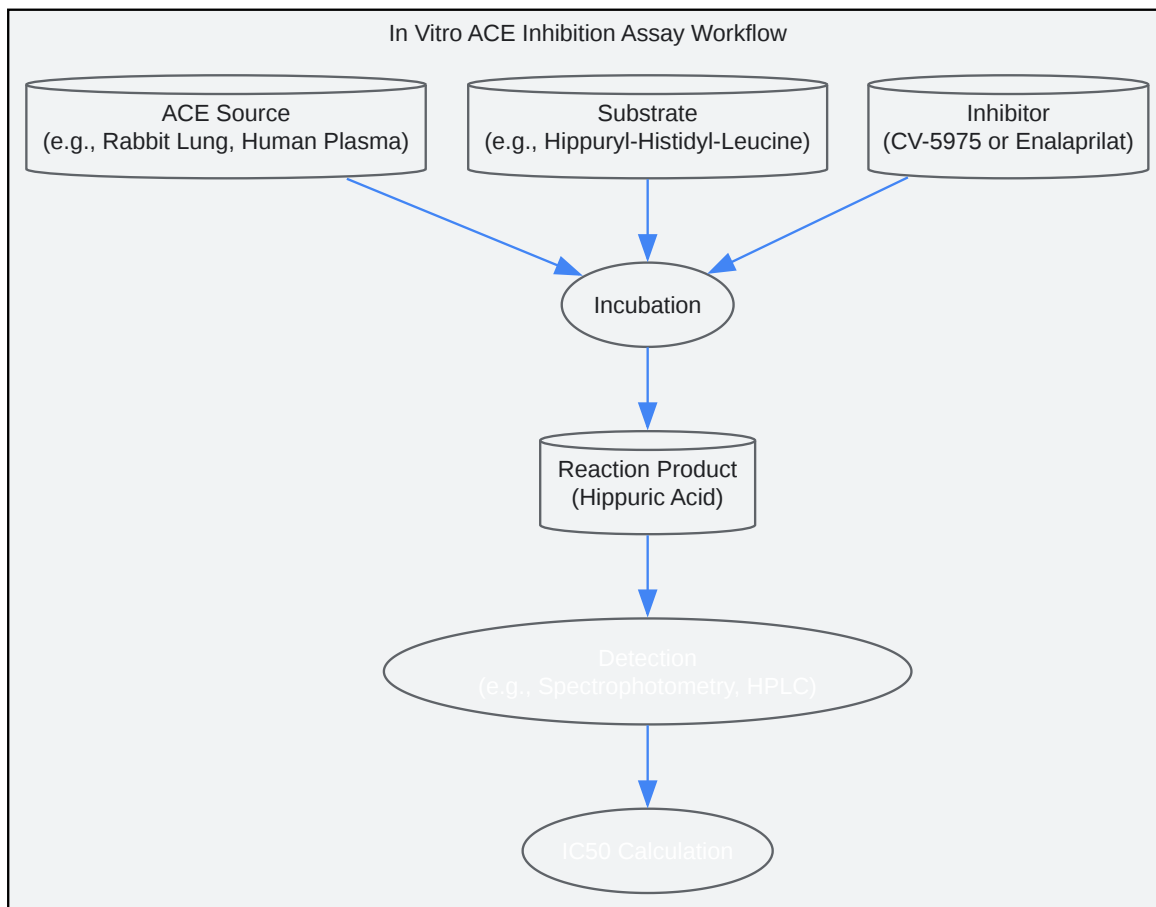 In Vitro ACE Inhibition Assay Workflow
ACE Source
(e.g., Rabbit Lung, Human Plasma)
Substrate
(e.g., Hippuryl-Histidyl-Leucine)
Inhibitor
(CV-5975 or Enalaprilat)
Incubation
Reaction Product
(Hippuric Acid)
Detection
(e.g., Spectrophotometry, HPLC)
IC50 Calculation